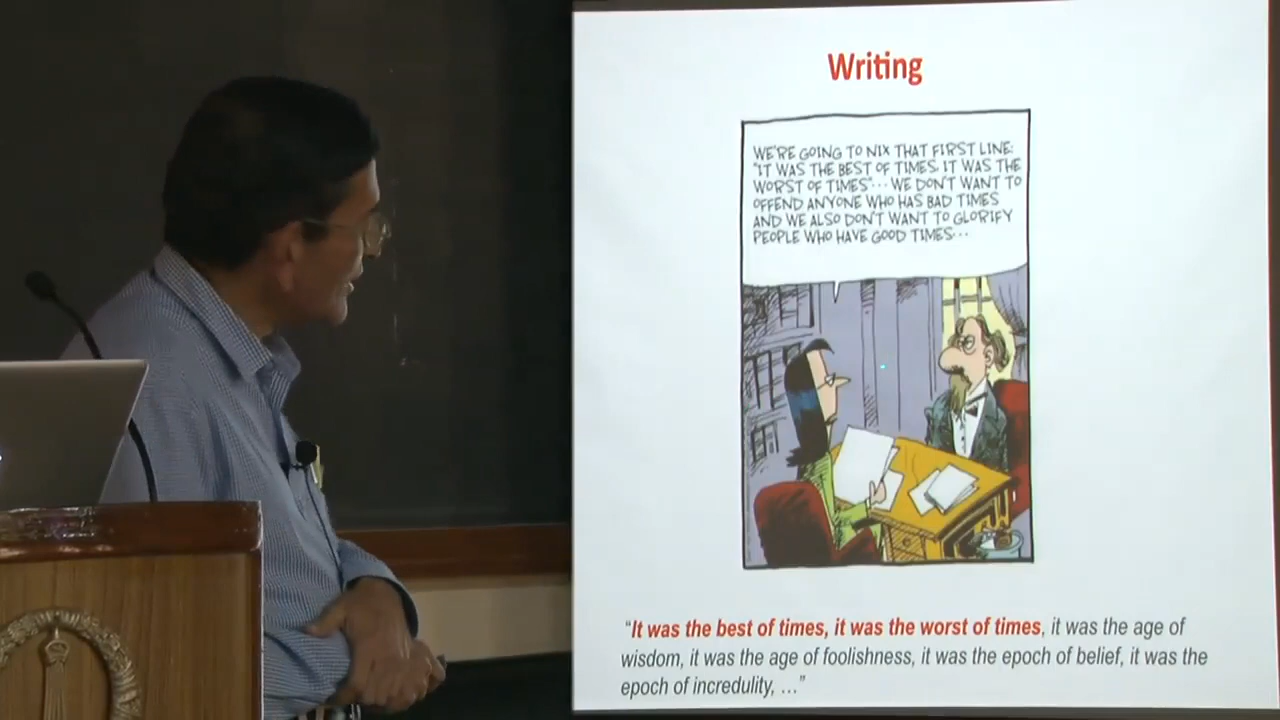 Writing
WE'RE GOING TO NIX THAT FIRST LINE:
"IT WAS THE BEST OF TIMES, IT WAS THE
WORST OF TIMES"... WE DON'T WANT TO
OFFEND ANYONE WHO HAS BAD TIMES
AND WE ALSO DON'T WANT TO GLORIFY
PEOPLE WHO HAVE GOOD TIMES...
“It was the best of times, it was the worst of times, it was the age of
wisdom, it was the age of foolishness, it was the epoch of belief, it was the
epoch of incredulity, …”